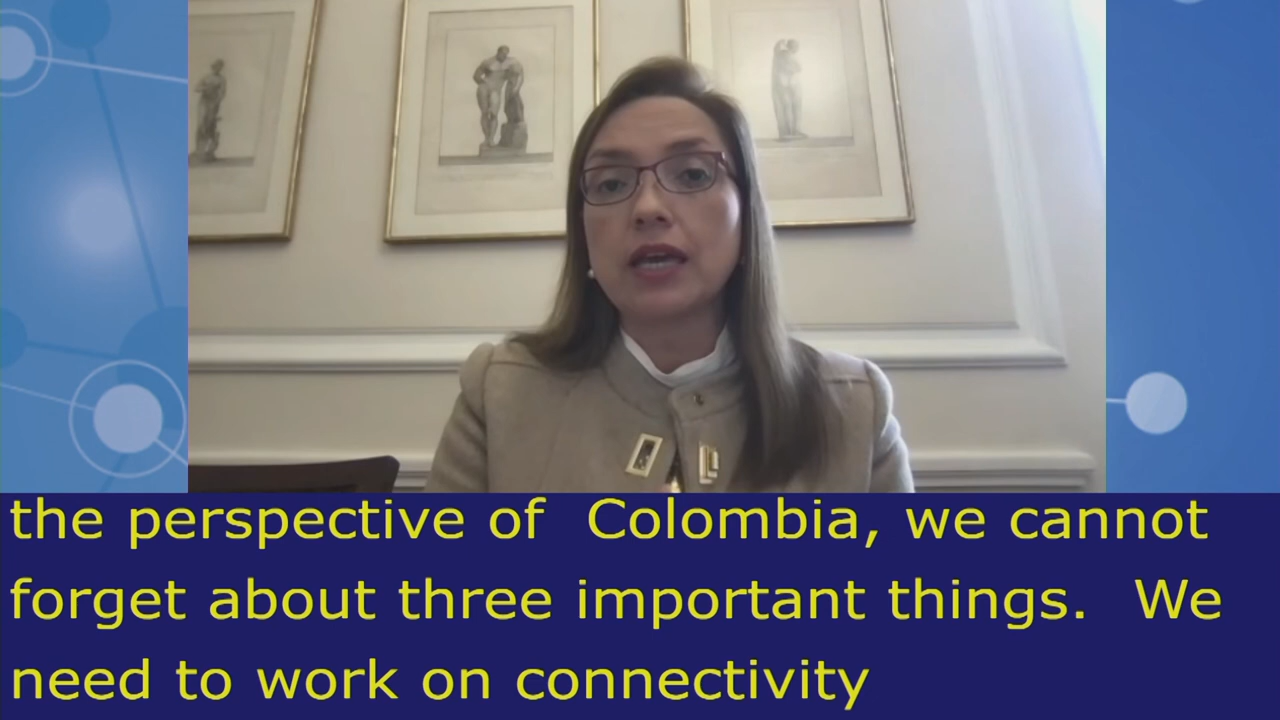 the perspective of  Colombia, we cannot
forget about three important things.  We
need to work on connectivity